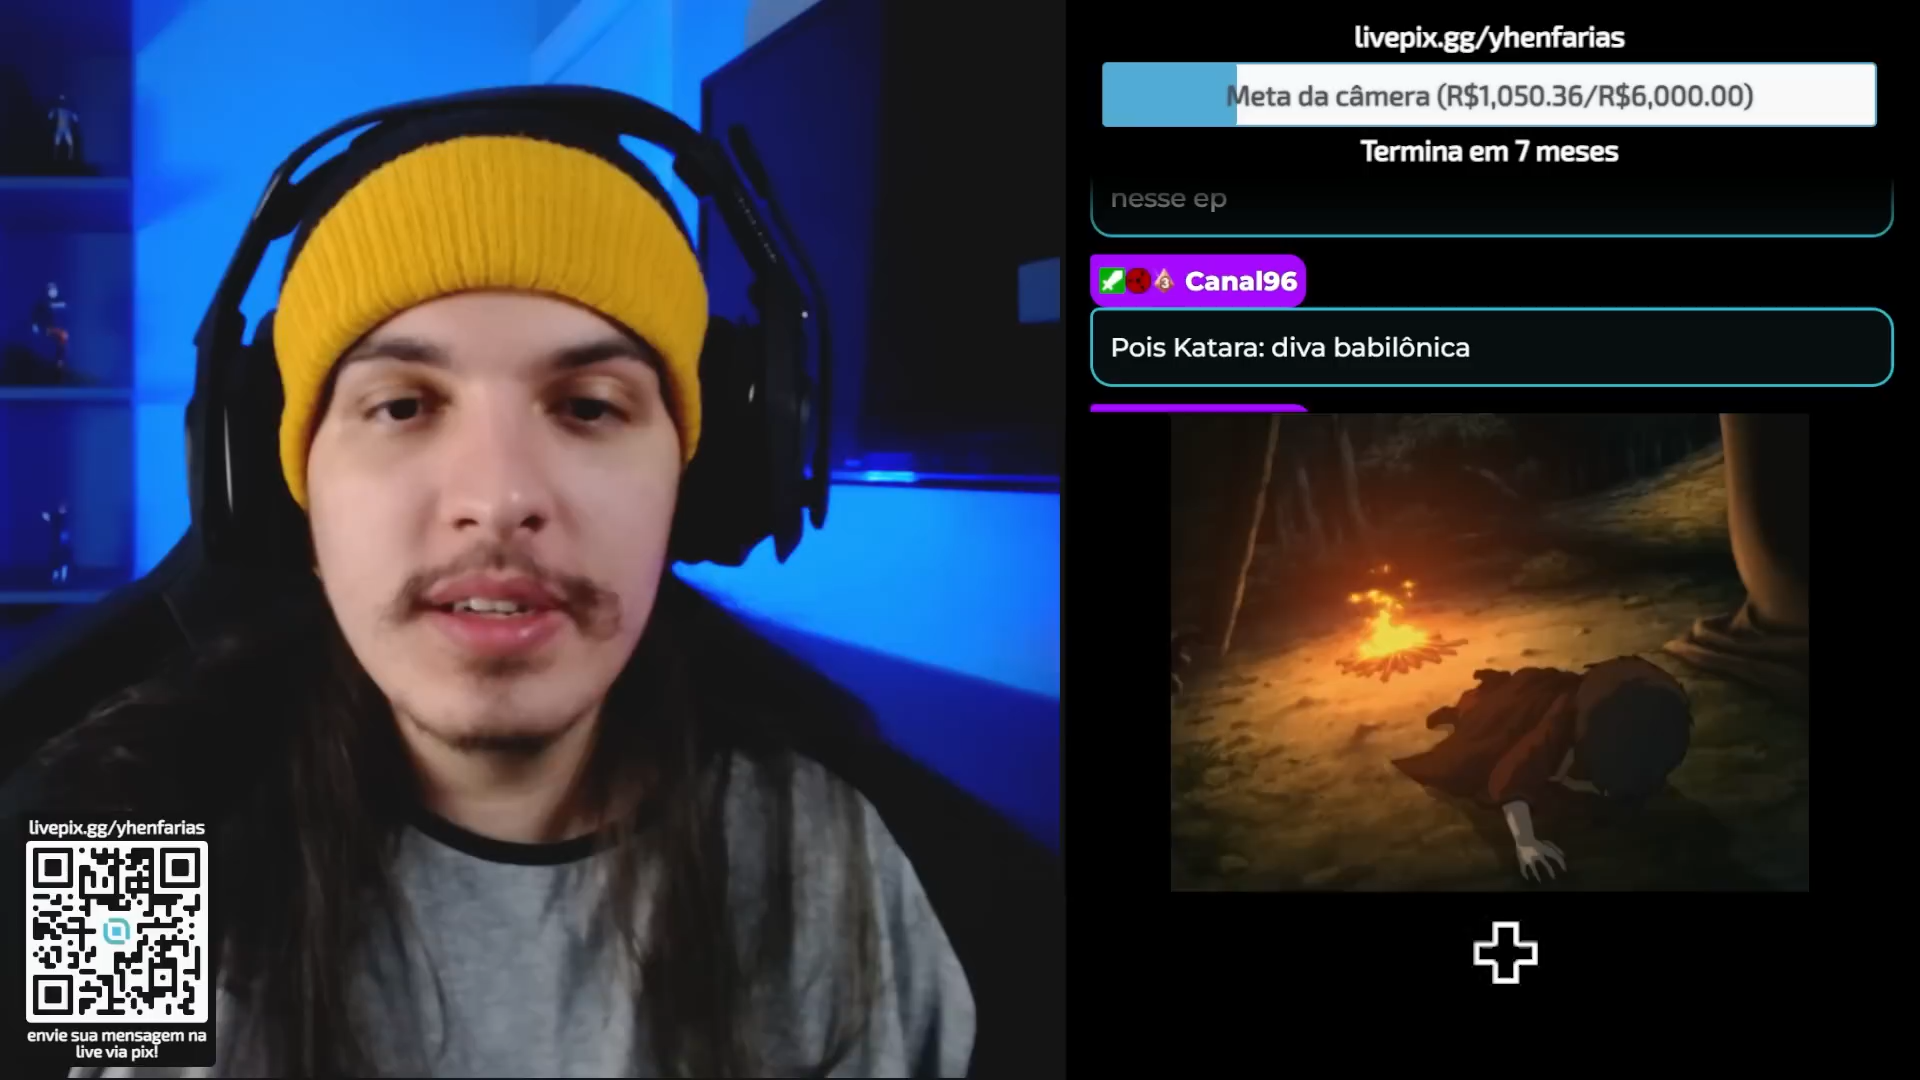 livepix.gg/yhenfarias
Meta da câmera (R$1,050.36/R$6,000.00)
Termina em 7 meses
nesse ep
Canal96
Pois Katara: diva babilônica
livepix.gg/yhenfarias
envie sua mensagem na
live via pix!